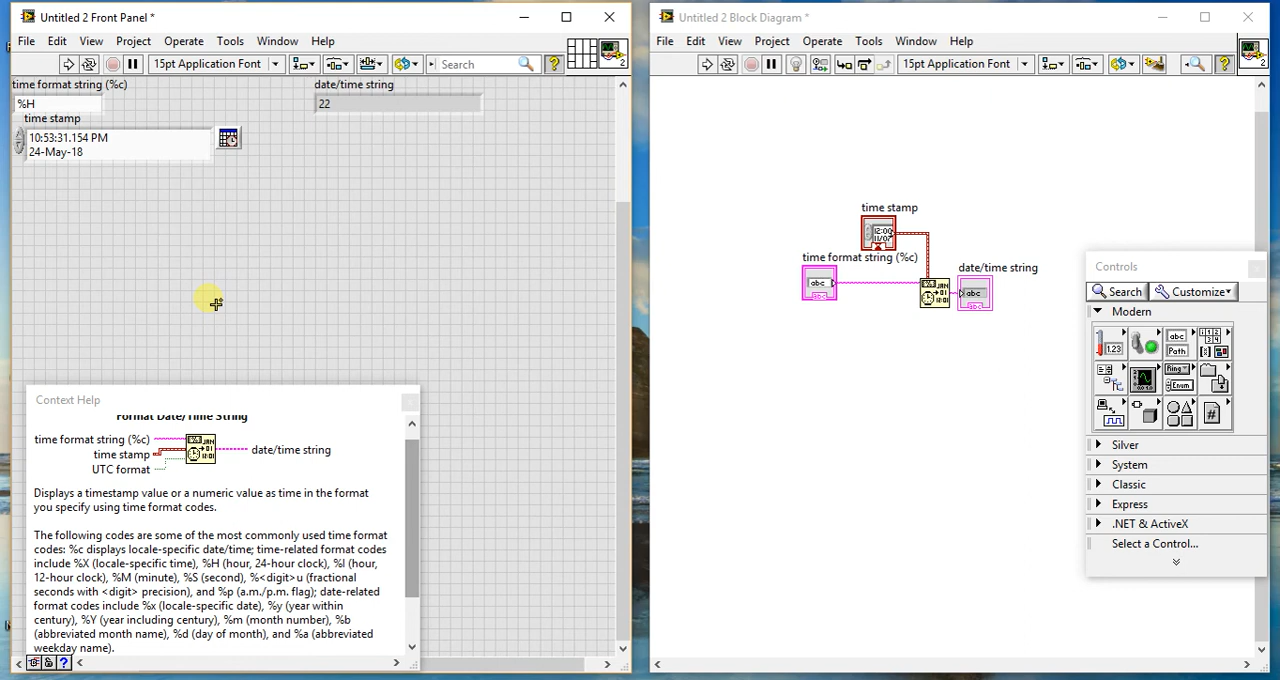 Untitled 2 Front Panel *
File Edit View Project Operate Tools Window Help
15pt Application Font
Search
2
time format string (%c)
%H
time stamp
10:53:31.154 PM
24-May-18
date/time string
22
Context Help
Format Date/Time String
time format string (%c)
time stamp
UTC format
date/time string
Displays a timestamp value or a numeric value as time in the format
you specify using time format codes.
The following codes are some of the most commonly used time format
codes: %c displays locale-specific date/time; time-related format codes
include %X (locale-specific time), %H (hour, 24-hour clock), %I (hour,
12-hour clock), %M (minute), %S (second), %<digit>u (fractional
seconds with <digit> precision), and %p (a.m./p.m. flag); date-related
format codes include %x (locale-specific date), %y (year within
century), %Y (year including century), %m (month number), %b
(abbreviated month name), %d (day of month), and %a (abbreviated
weekday name).
Untitled 2 Block Diagram *
File Edit View Project Operate Tools Window Help
15pt Application Font
2
time stamp
time format string (%c)
abc
date/time string
abc
Controls
Search Customize
Modern
1.23
abc
Path
Ring
Enum
Silver
System
Classic
Express
.NET & ActiveX
Select a Control...